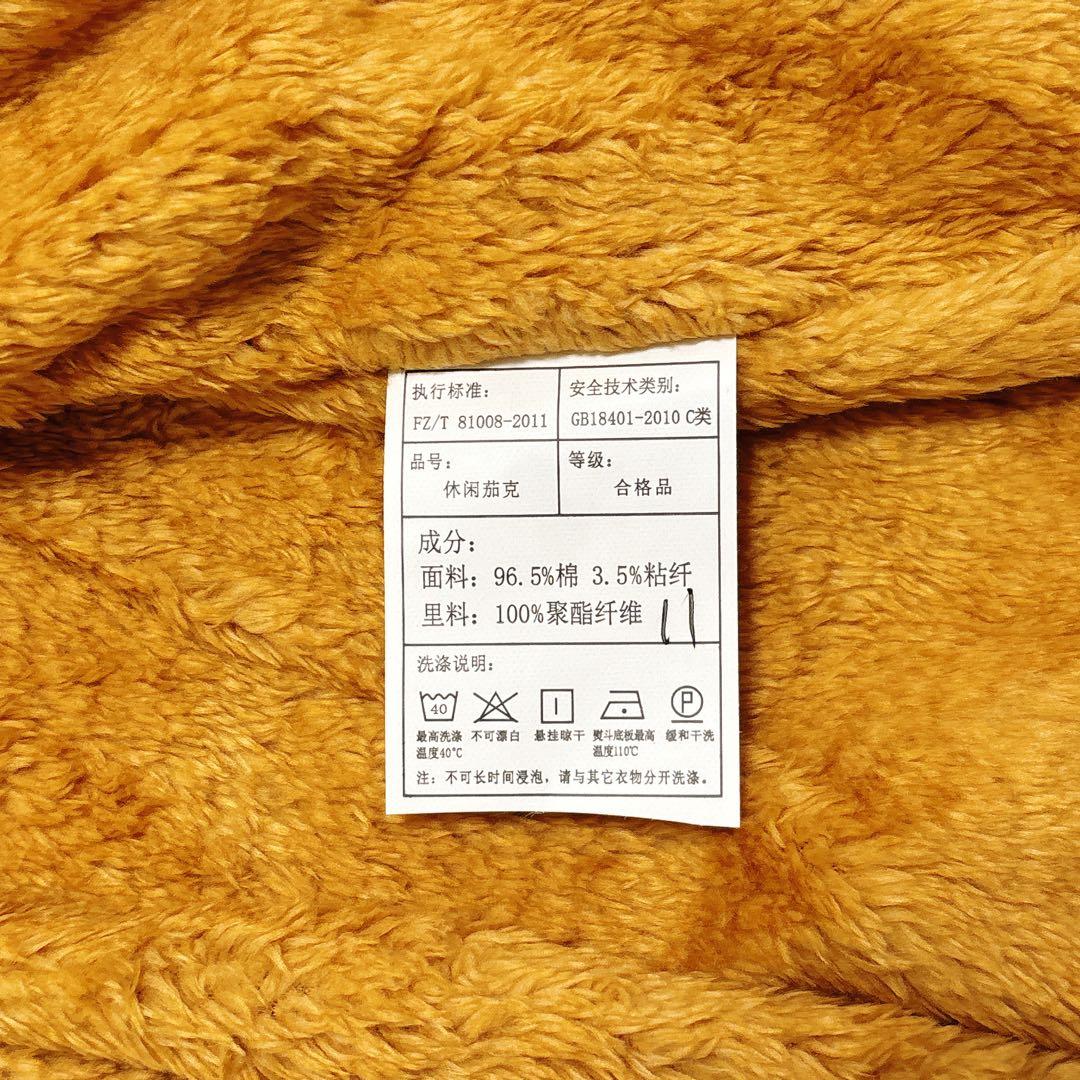 执行标准:
FZ/T 81008-2011
安全技术类别:
GB18401-2010 C类
品号:
休闲茄克
等级:
合格品
成分:
面料: 96.5%棉 3.5%粘纤
里料: 100%聚酯纤维
11
洗涤说明:
40
P
最高洗涤
温度40℃
不可漂白
悬挂晾干
熨斗底板最高
温度110℃
缓和干洗
注: 不可长时间浸泡, 请与其它衣物分开洗涤。